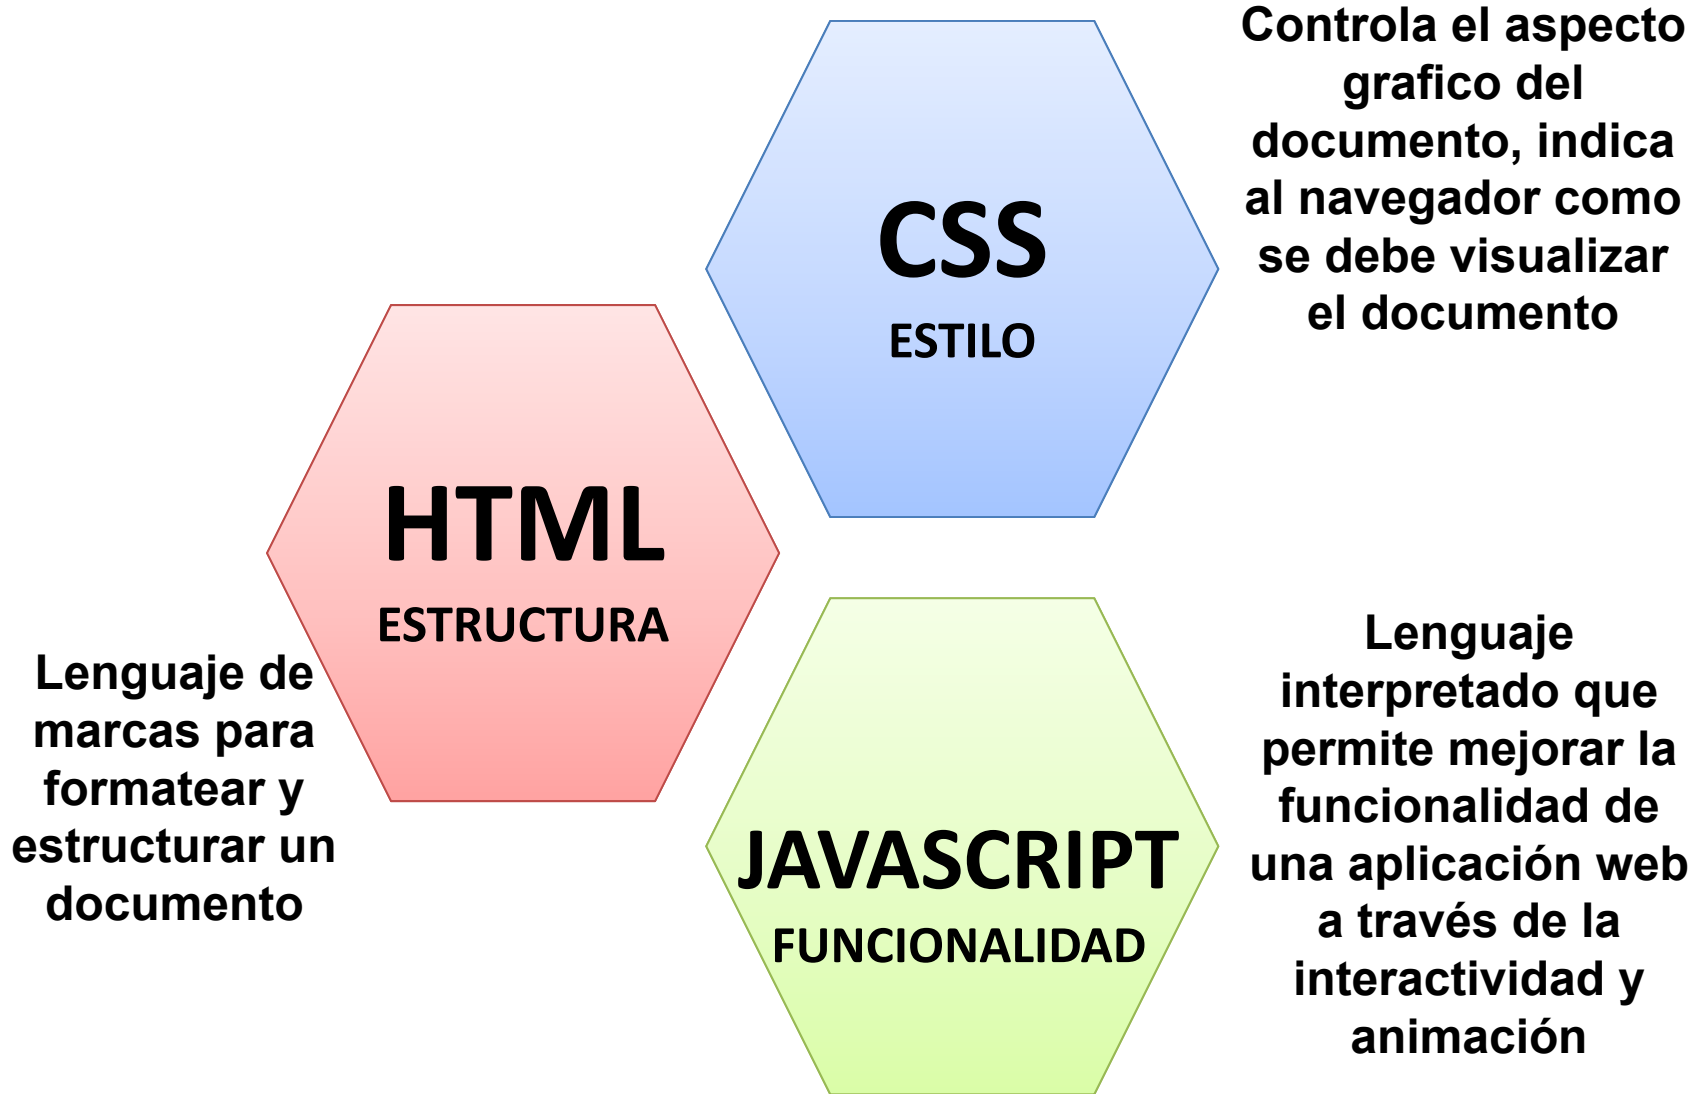 Controla el aspecto
grafico del
documento, indica
al navegador como
se debe visualizar
el documento
CSS
ESTILO
HTML
ESTRUCTURA
Lenguaje de
marcas para
formatear y
estructurar un
documento
JAVASCRIPT
FUNCIONALIDAD
Lenguaje
interpretado que
permite mejorar la
funcionalidad de
una aplicación web
a través de la
interactividad y
animación